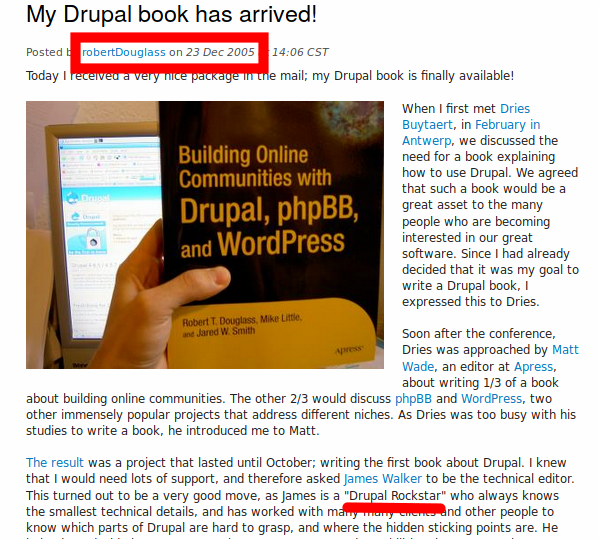 My Drupal book has arrived!
Posted by robertDouglass on 23 Dec 2005 14:06 CST
Today I received a very nice package in the mail; my Drupal book is finally available!
Building Online
Communities with
Drupal, phpBB,
and WordPress
Robert T. Douglass, Mike Little,
and Jared W. Smith
Apress
Drupal
When I first met Dries
Buytaert, in February in
Antwerp, we discussed the
need for a book explaining
how to use Drupal. We agreed
that such a book would be a
great asset to the many
people who are becoming
interested in our great
software. Since I had already
decided that it was my goal to
write a Drupal book, I
expressed this to Dries.
Soon after the conference,
Dries was approached by Matt
Wade, an editor at Apress,
about writing 1/3 of a book
about building online communities. The other 2/3 would discuss phpBB and WordPress, two
other immensely popular projects that address different niches. As Dries was too busy with his
studies to write a book, he introduced me to Matt.
The result was a project that lasted until October; writing the first book about Drupal. I knew
that I would need lots of support, and therefore asked James Walker to be the technical editor.
This turned out to be a very good move, as James is a "Drupal Rockstar" who always knows
the smallest technical details, and has worked with many many clients and other people to
know which parts of Drupal are hard to grasp, and where the hidden sticking points are. He